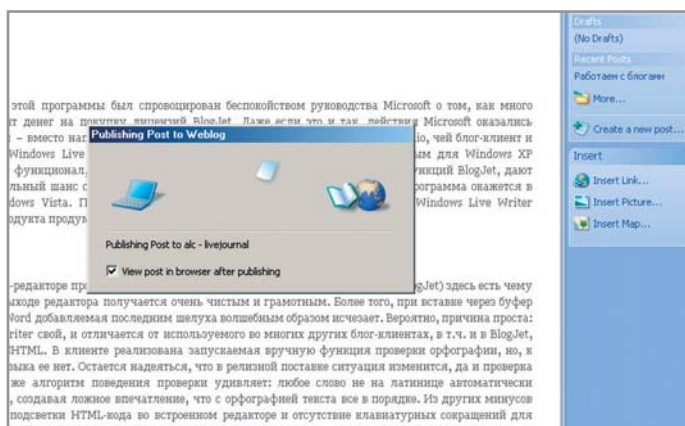 этой программы был спровоцирован беспокойством руководства Microsoft о том, как много
т денег на покупку лицензий BlogJet. Даже если это и так, действия Microsoft оказались
– вместо
io, чей блог-клиент и
Windows Live
ым для Windows XP
функционал,
нкций BlogJet, дают
льный шанс
рограмма окажется в
dows Vista. П
Windows Live Writer
одукта
Publishing Post to Weblog
Publishing Post to alc - livejournal
View post in browser after publishing
-редакторе
gJet) здесь есть чему
ыходе редактора получается очень чистым и грамотным. Более того, при вставке через буфер
Word добавляемая последним шелуха волшебным образом исчезает. Вероятно, причина проста:
riter свой, и отличается от используемого во многих других блог-клиентах, в т.ч. и в BlogJet,
HTML. В клиенте реализована запускаемая вручную функция проверки орфографии, но, к
зыка ее нет. Остается надеяться, что в релизной поставке ситуация изменится, да и проверка
же алгоритм поведения проверки удивляет: любое слово не на латинице автоматически
, создавая ложное впечатление, что с орфографией текста все в порядке. Из других минусов
подсветки HTML-кода во встроенном редакторе и отсутствие клавиатурных сокращений для
Drafts
(No Drafts)
Recent Posts
Работаем с блогами
More...
Create a new post...
Insert
Insert Link...
Insert Picture...
Insert Map...